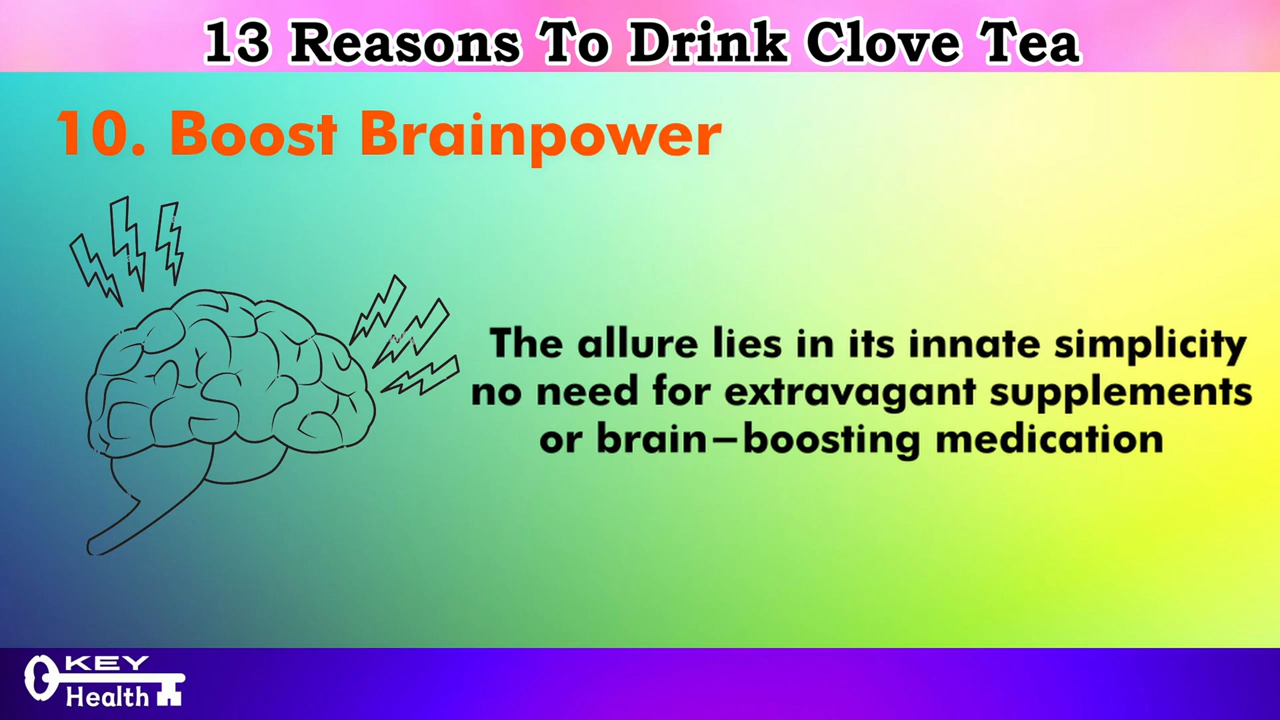 13 Reasons To Drink Clove Tea
10. Boost Brainpower
The allure lies in its innate simplicity
no need for extravagant supplements
or brain–boosting medication
KEY
Health